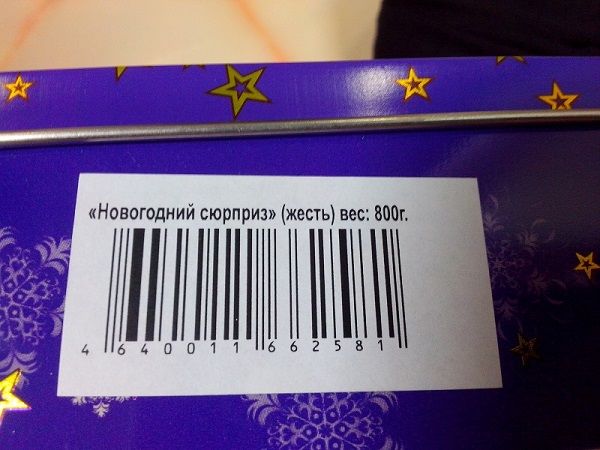 «Новогодний сюрприз» (жесть) вес: 800г.
4 640011 662581